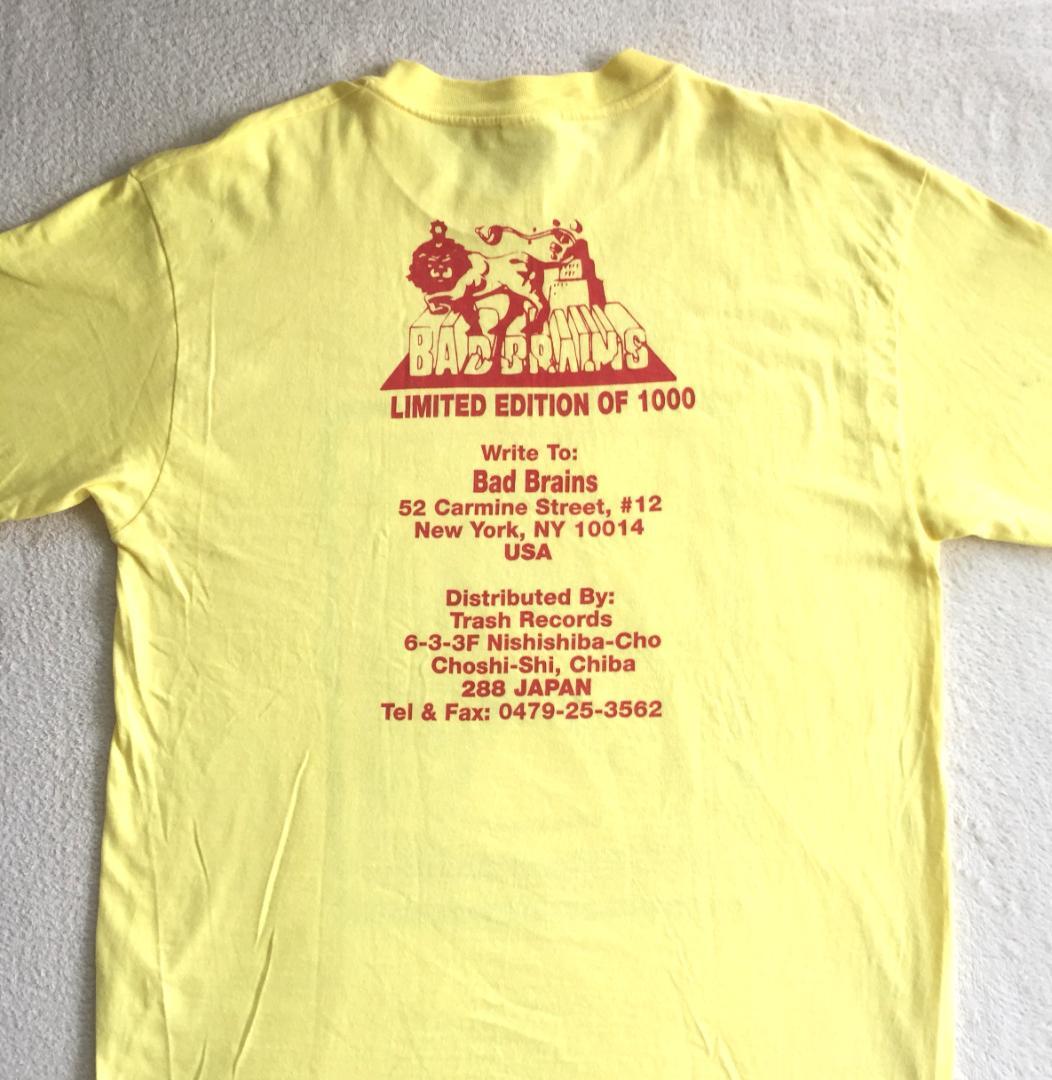 BAD BRAINS
LIMITED EDITION OF 1000
Write To:
Bad Brains
52 Carmine Street, #12
New York, NY 10014
USA
Distributed By:
Trash Records
6-3-3F Nishishiba-Cho
Choshi-Shi, Chiba
288 JAPAN
Tel & Fax: 0479-25-3562